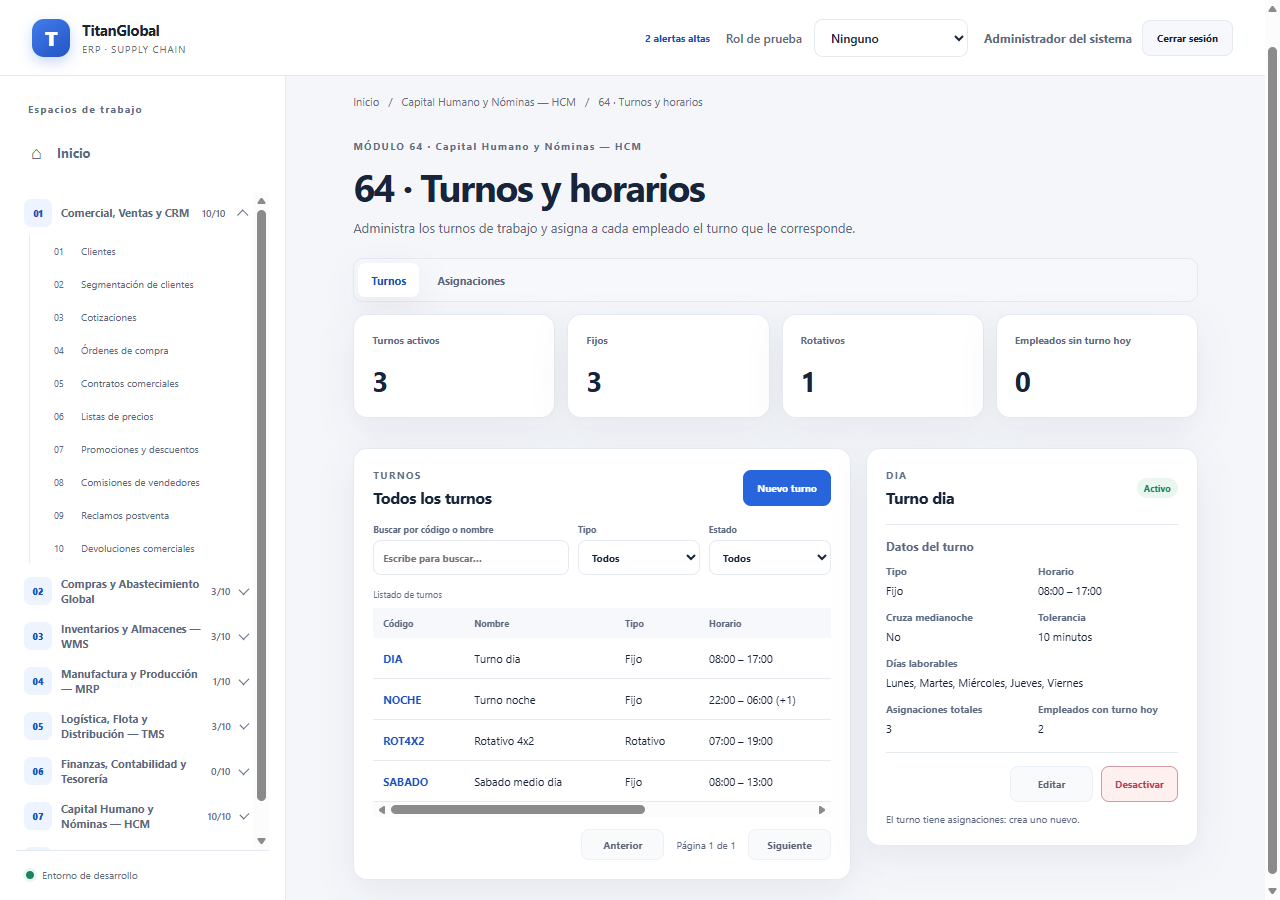 T
TitanGlobal
ERP · SUPPLY CHAIN
2 alertas altas
Rol de prueba
Ninguno
Administrador del sistema
Cerrar sesión
Espacios de trabajo
Inicio
01 Comercial, Ventas y CRM 10/10
01 Clientes
02 Segmentación de clientes
03 Cotizaciones
04 Órdenes de compra
05 Contratos comerciales
06 Listas de precios
07 Promociones y descuentos
08 Comisiones de vendedores
09 Reclamos postventa
10 Devoluciones comerciales
02 Compras y Abastecimiento 3/10
Global
03 Inventarios y Almacenes — 3/10
WMS
04 Manufactura y Producción 1/10
— MRP
05 Logística, Flota y 3/10
Distribución — TMS
06 Finanzas, Contabilidad y 0/10
Tesorería
07 Capital Humano y 10/10
Nóminas — HCM
Entorno de desarrollo
Inicio / Capital Humano y Nóminas — HCM / 64 · Turnos y horarios
MÓDULO 64 · Capital Humano y Nóminas — HCM
64 · Turnos y horarios
Administra los turnos de trabajo y asigna a cada empleado el turno que le corresponde.
Turnos Asignaciones
Turnos activos
3
Fijos
3
Rotativos
1
Empleados sin turno hoy
0
TURNOS
Todos los turnos
Nuevo turno
Buscar por código o nombre Tipo Estado
Escribe para buscar... Todos Todos
Listado de turnos
Código Nombre Tipo Horario
DIA Turno dia Fijo 08:00 – 17:00
NOCHE Turno noche Fijo 22:00 – 06:00 (+1)
ROT4X2 Rotativo 4x2 Rotativo 07:00 – 19:00
SABADO Sabado medio dia Fijo 08:00 – 13:00
Anterior Página 1 de 1 Siguiente
DIA
Turno dia
Activo
Datos del turno
Tipo Horario
Fijo 08:00 – 17:00
Cruza medianoche Tolerancia
No 10 minutos
Días laborables
Lunes, Martes, Miércoles, Jueves, Viernes
Asignaciones totales Empleados con turno hoy
3 2
Editar Desactivar
El turno tiene asignaciones: crea uno nuevo.